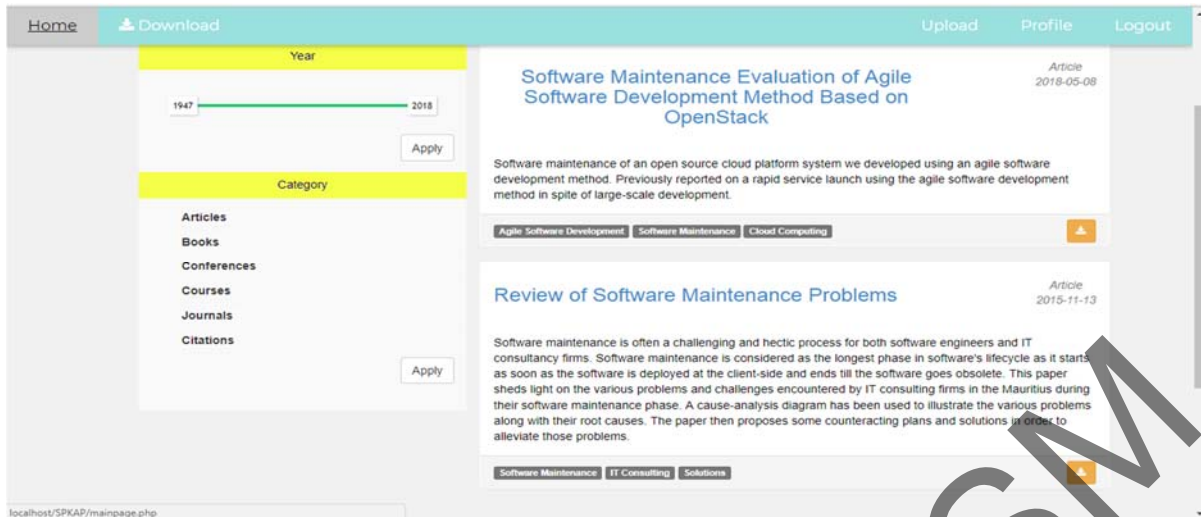 Home Download Upload Profile Logout
Year
1947 2018
Apply
Category
Articles
Books
Conferences
Courses
Journals
Citations
Apply
Software Maintenance Evaluation of Agile
Software Development Method Based on
OpenStack
Article
2018-05-08
Software maintenance of an open source cloud platform system we developed using an agile software
development method. Previously reported on a rapid service launch using the agile software development
method in spite of large-scale development.
Agile Software Development Software Maintenance Cloud Computing
Review of Software Maintenance Problems
Article
2015-11-13
Software maintenance is often a challenging and hectic process for both software engineers and IT
consultancy firms. Software maintenance is considered as the longest phase in software's lifecycle as it starts
as soon as the software is deployed at the client-side and ends till the software goes obsolete. This paper
sheds light on the various problems and challenges encountered by IT consulting firms in the Mauritius during
their software maintenance phase. A cause-analysis diagram has been used to illustrate the various problems
along with their root causes. The paper then proposes some counteracting plans and solutions in order to
alleviate those problems.
Software Maintenance IT Consulting Solutions
localhost/SPKAP/mainpage.php
SM